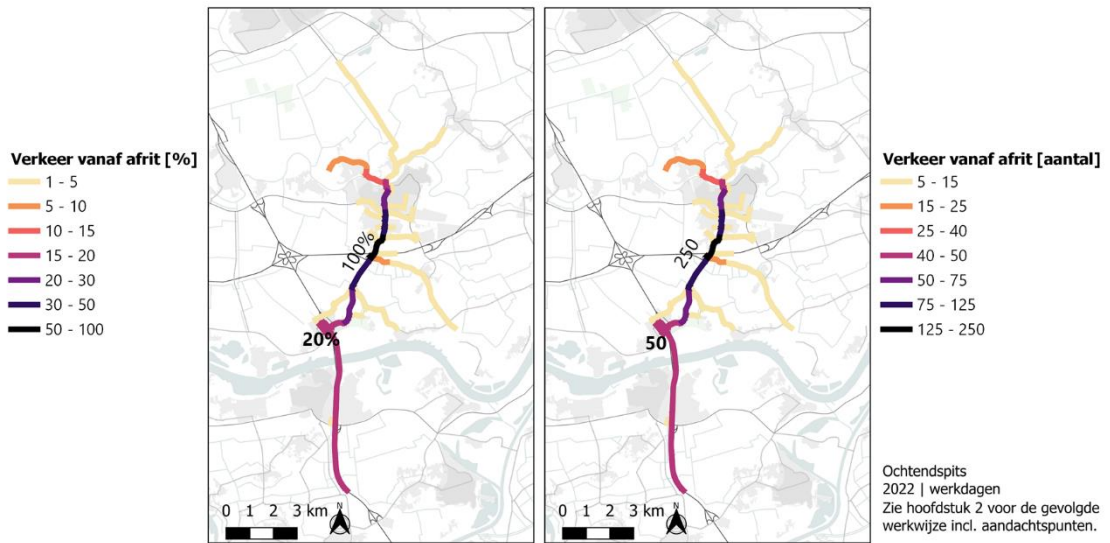 Verkeer vanaf afrit [%]
1 - 5
5 - 10
10 - 15
15 - 20
20 - 30
30 - 50
50 - 100
100%
20%
0 1 2 3 km
N
250
50
0 1 2 3 km
N
Verkeer vanaf afrit [aantal]
5 - 15
15 - 25
25 - 40
40 - 50
50 - 75
75 - 125
125 - 250
Ochtendspits
2022 | werkdagen
Zie hoofdstuk 2 voor de gevolgde
werkwijze incl. aandachtspunten.